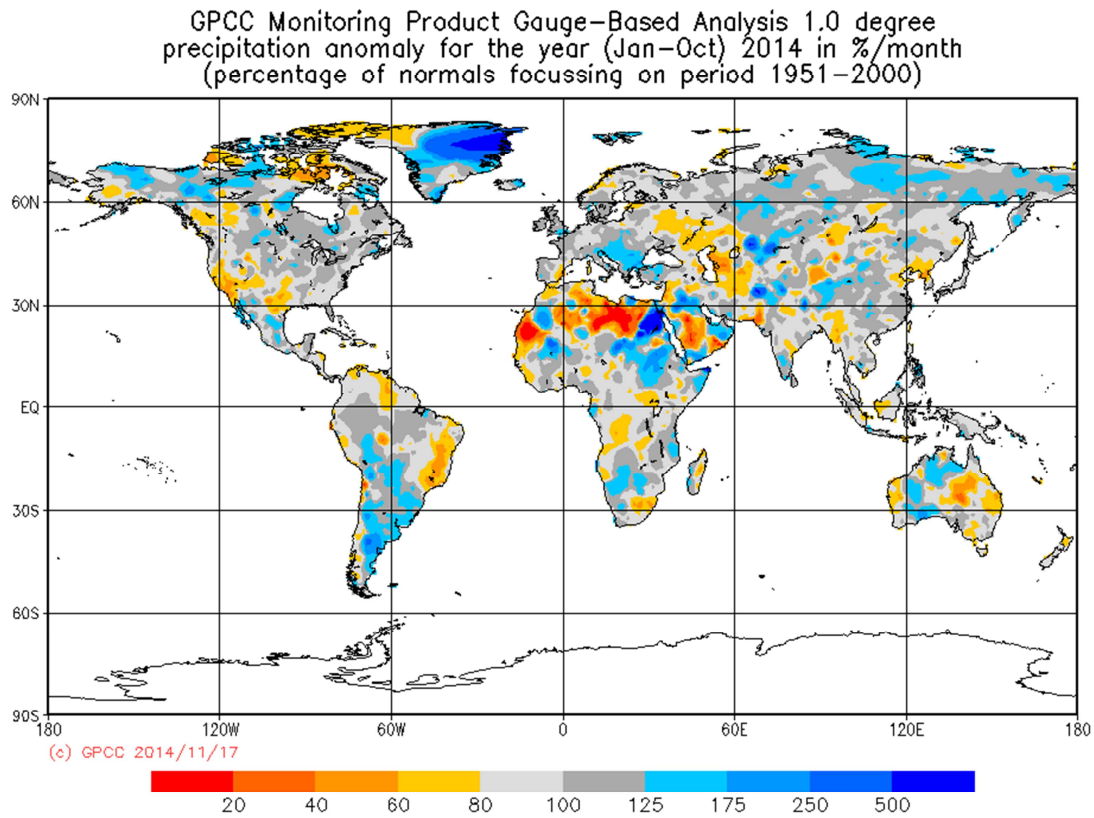 GPCC Monitoring Product Gauge-Based Analysis 1.0 degree
precipitation anomaly for the year (Jan-Oct) 2014 in %/month
(percentage of normals focussing on period 1951-2000)
90N
60N
30N
EQ
30S
60S
90S
180 120W 60W 0 60E 120E 180
(c) GPCC 2014/11/17
20 40 60 80 100 125 175 250 500